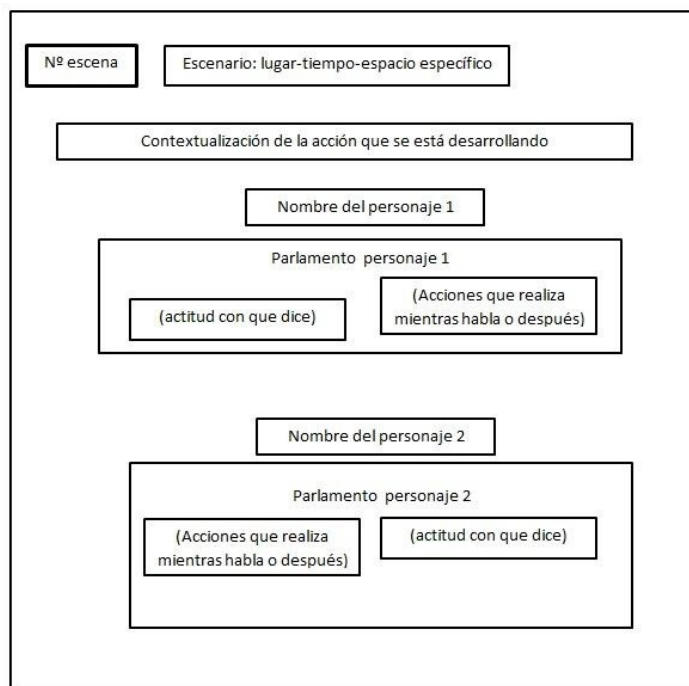 Nº escena
Escenario: lugar-tiempo-espacio específico
Contextualización de la acción que se está desarrollando
Nombre del personaje 1
Parlamento personaje 1
(actitud con que dice)
(Acciones que realiza
mientras habla o después)
Nombre del personaje 2
Parlamento personaje 2
(Acciones que realiza
mientras habla o después)
(actitud con que dice)